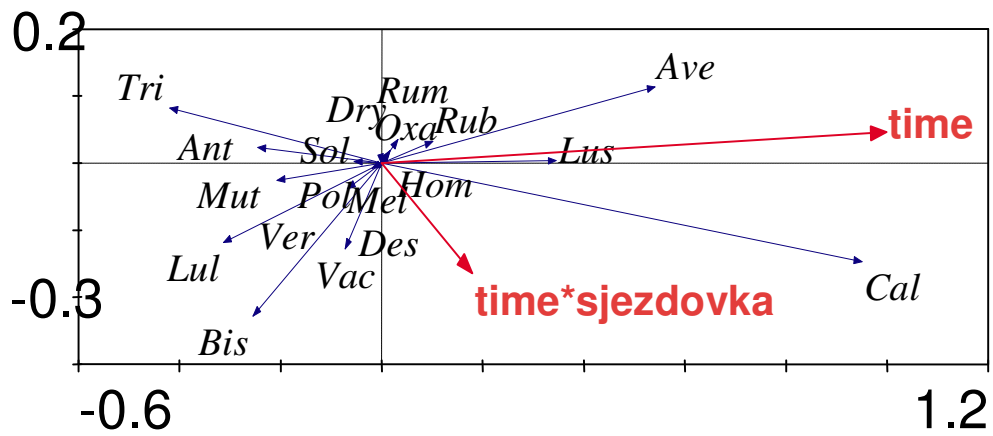 0.2
Tri
Ave
Rum
Dry
Oxa
Rub
time
Ant
Sol
Lus
Mut
Pol
Met
Hom
Ver
Des
Lul
Vac
Cal
-0.3
time*sjezdovka
Bis
-0.6
1.2